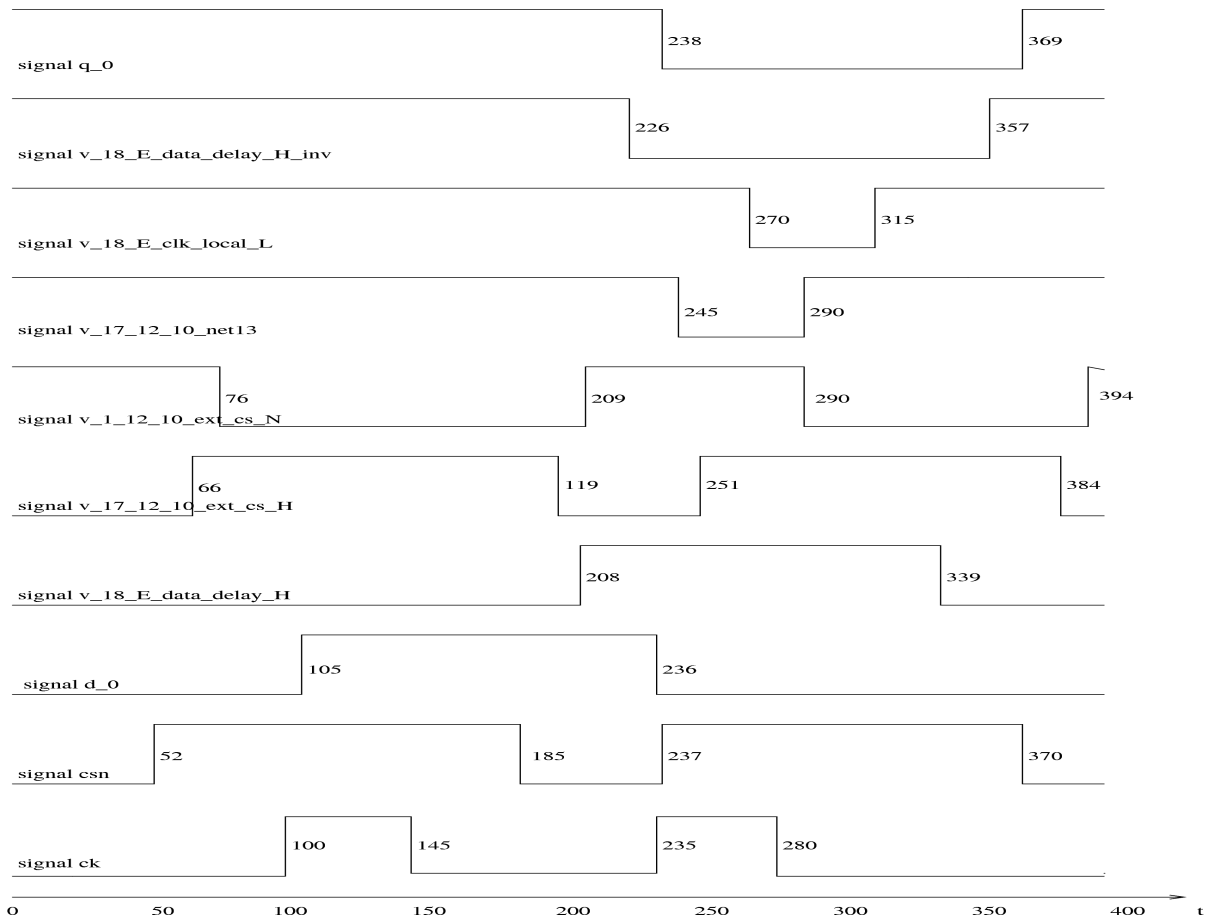 238 369
signal q_0
226 357
signal v_18_E_data_delay_H_inv
270 315
signal v_18_E_clk_local_L
245 290
signal v_17_12_10_net13
76 209 290 394
signal v_1_12_10_ext_cs_N
66 119 251 384
signal v_17_12_10_ext_cs_H
208 339
signal v_18_E_data_delay_H
105 236
signal d_0
52 185 237 370
signal csn
100 145 235 280
signal ck
0 50 100 150 200 250 300 350 400 t